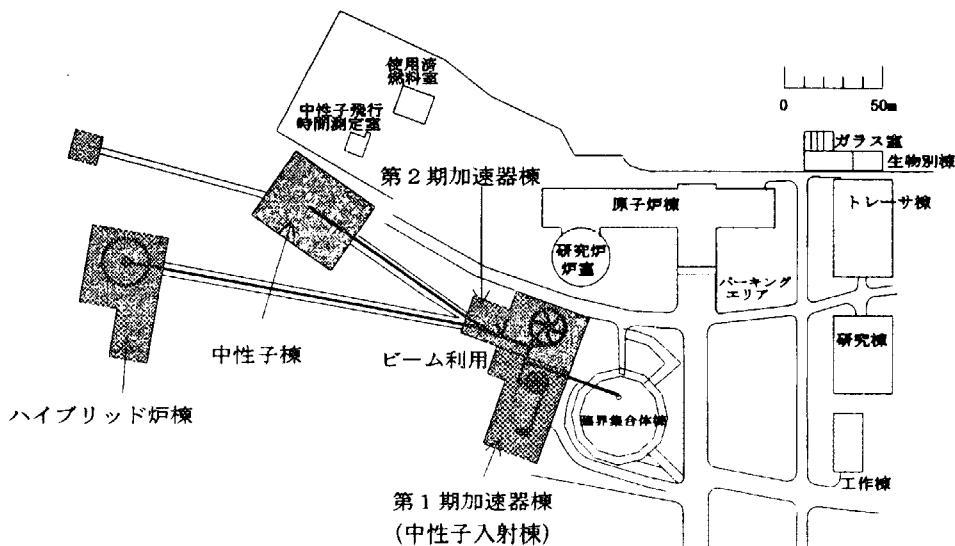 使用済
燃料室
中性子飛行
時間測定室
0 50m
ガラス室
生物別棟
第2期加速器棟
原子炉棟
トレーサ棟
研究炉
炉室
パーキング
エリア
研究棟
中性子棟
ビーム利用
ハイブリッド炉棟
臨界集合体棟
工作棟
第1期加速器棟
(中性子入射棟)